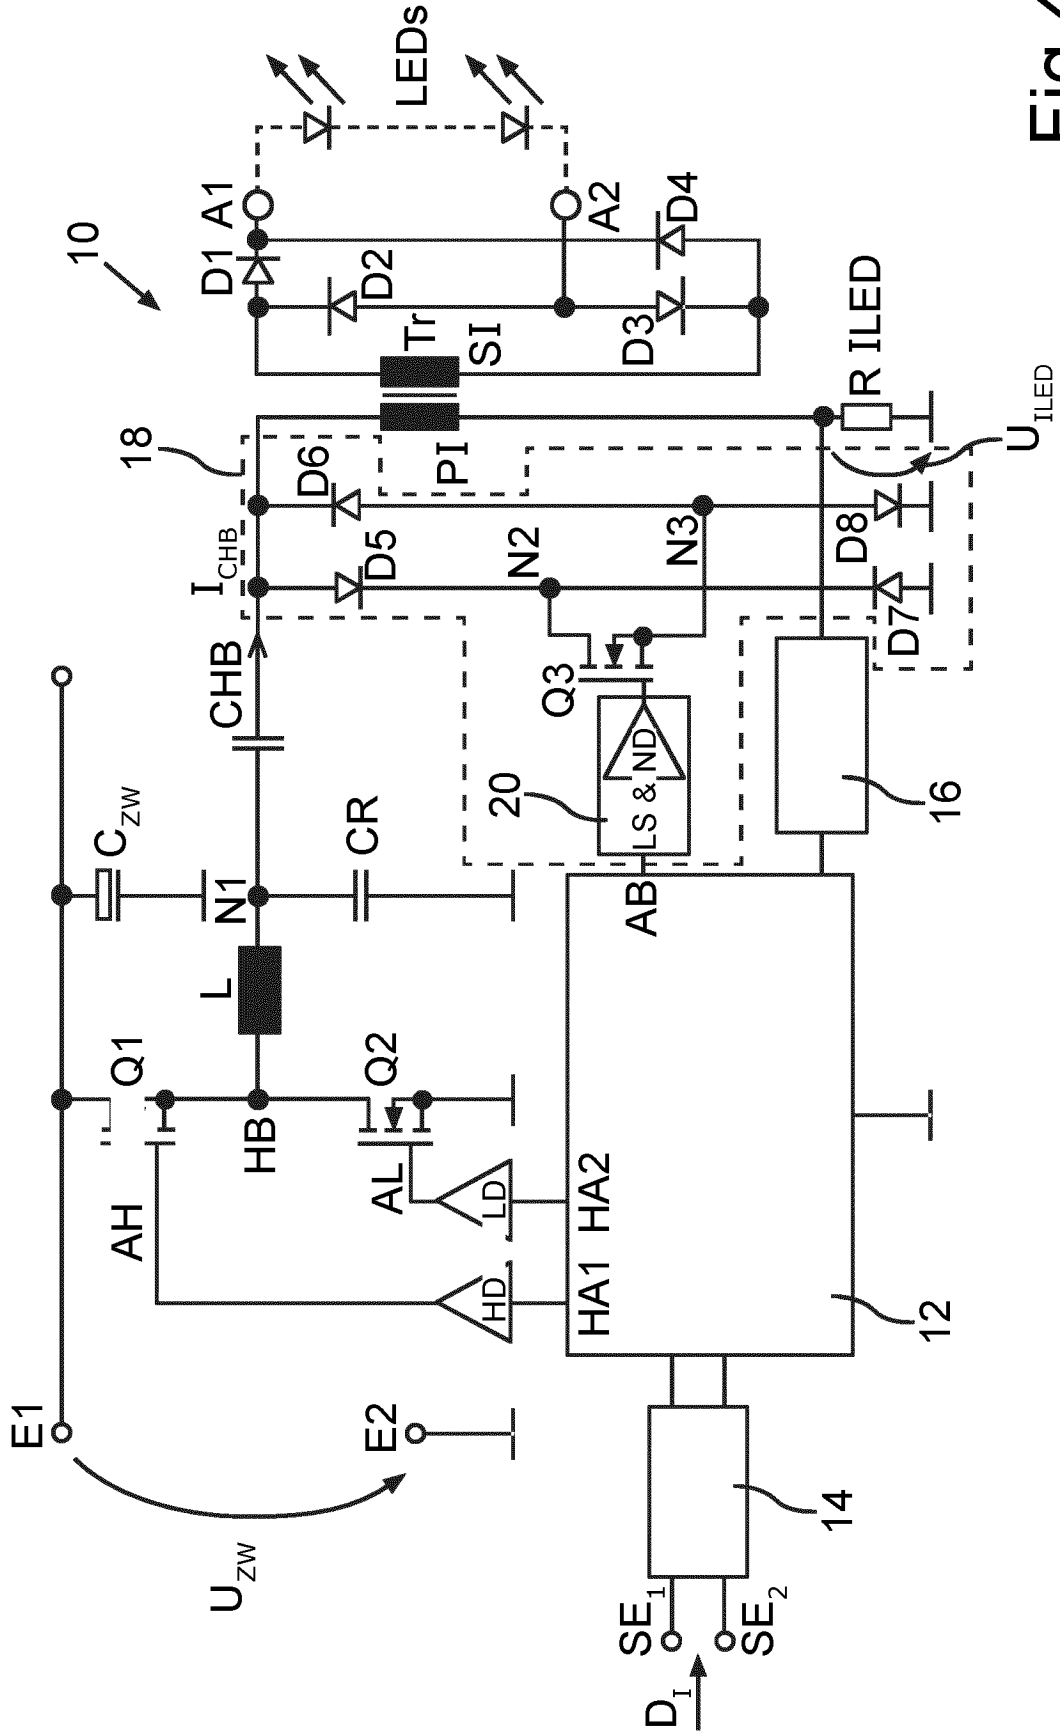 E1
U_ZW
E2
AH
Q1
C_ZW
HB
L
N1
CR
CHB
I_CHB
18
10
AL
Q2
HD
LD
HA1
HA2
AB
12
20
LS & ND
Q3
N2
N3
D5
D6
D7
D8
PI
Tr
SI
D1
D2
D3
D4
A1
A2
LEDs
R ILED
U_ILED
16
14
SE1
SE2
D_I
Fig